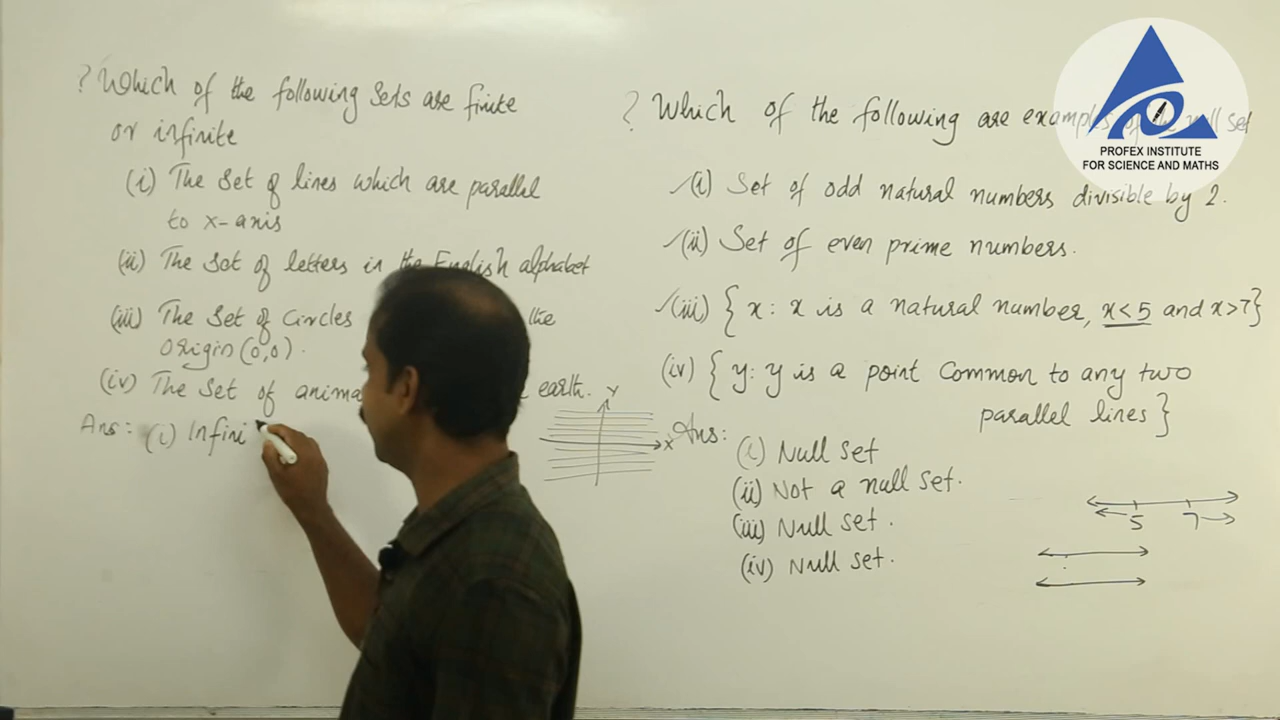 ? Which of the following sets are finite
or infinite
(i) The set of lines which are parallel
to x-axis
(ii) The set of letters in the English alphabet
(iii) The set of circles the
origin (0,0).
(iv) The set of anima earth.
Ans: (i) Infini
Y
X
? Which of the following are examples of the null set
(i) Set of odd natural numbers divisible by 2.
(ii) Set of even prime numbers.
(iii) { x: x is a natural number, x < 5 and x > 7}
(iv) { y: y is a point common to any two
parallel lines }
Ans:
(i) Null set
(ii) Not a null set.
(iii) Null set.
(iv) Null set.
5 7
PROFEX INSTITUTE
FOR SCIENCE AND MATHS